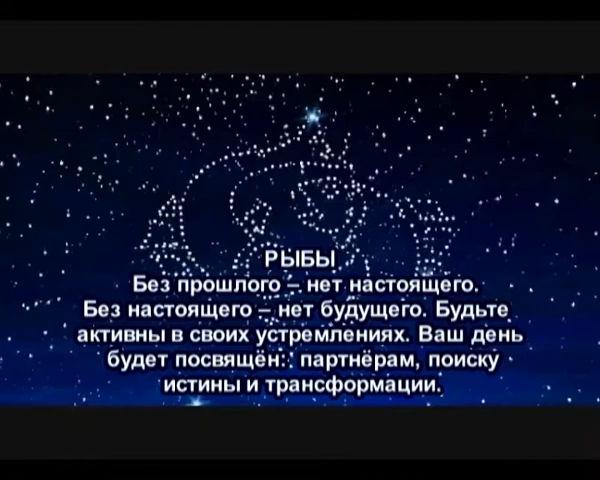 РЫБЫ
Без прошлого – нет настоящего.
Без настоящего – нет будущего. Будьте
активны в своих устремлениях. Ваш день
будет посвящён: партнёрам, поиску
истины и трансформации.